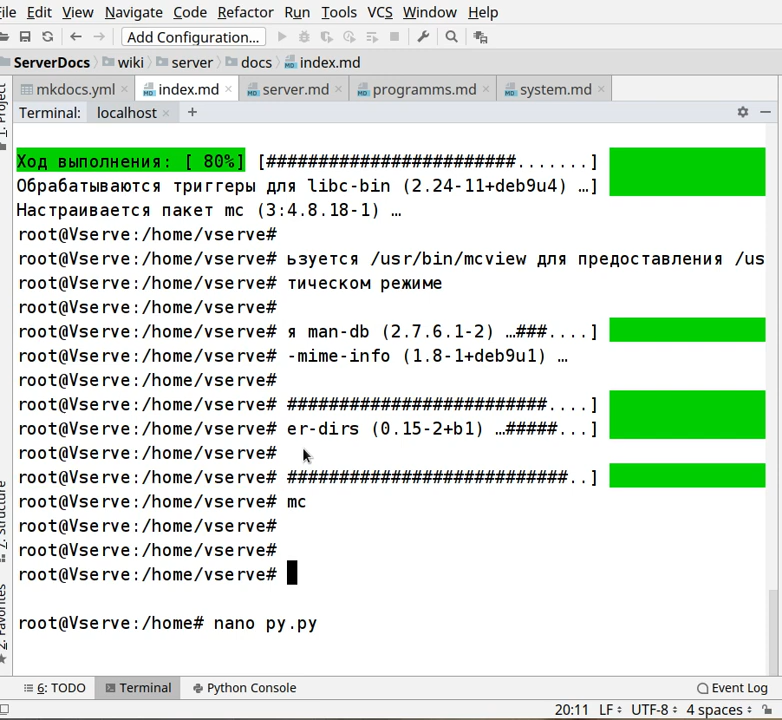 File Edit View Navigate Code Refactor Run Tools VCS Window Help
Add Configuration...
ServerDocs wiki server docs index.md
mkdocs.yml index.md server.md programms.md system.md
Terminal: localhost +
Ход выполнения: [ 80%] [########################.......]
Обрабатываются триггеры для libc-bin (2.24-11+deb9u4) …]
Настраивается пакет mc (3:4.8.18-1) …
root@Vserve:/home/vserve#
root@Vserve:/home/vserve# ьзуется /usr/bin/mcview для предоставления /us
root@Vserve:/home/vserve# тическом режиме
root@Vserve:/home/vserve#
root@Vserve:/home/vserve# я man-db (2.7.6.1-2) …###....]
root@Vserve:/home/vserve# -mime-info (1.8-1+deb9u1) …
root@Vserve:/home/vserve#
root@Vserve:/home/vserve# #########################....]
root@Vserve:/home/vserve# er-dirs (0.15-2+b1) …#####...]
root@Vserve:/home/vserve#
root@Vserve:/home/vserve# ###########################..]
root@Vserve:/home/vserve# mc
root@Vserve:/home/vserve#
root@Vserve:/home/vserve#
root@Vserve:/home/vserve#
root@Vserve:/home# nano py.py
1: Project
7: Structure
2: Favorites
6: TODO Terminal Python Console Event Log
20:11 LF UTF-8 4 spaces